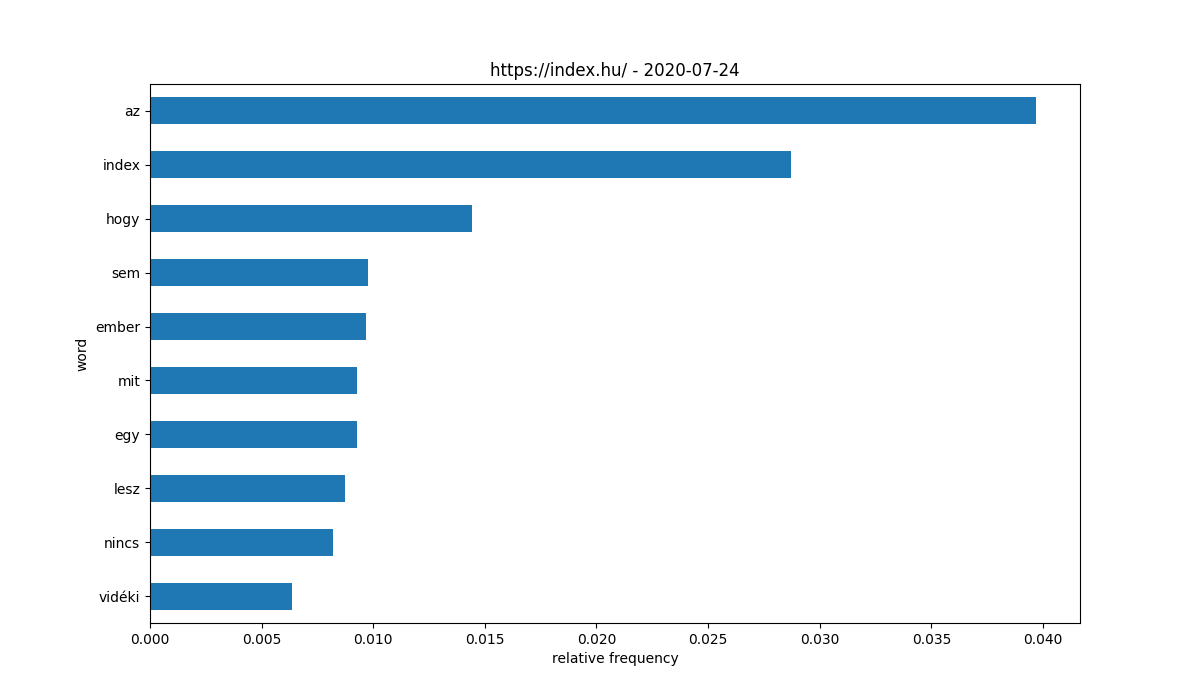 https://index.hu/ - 2020-07-24
az
index
hogy
sem
ember
mit
egy
lesz
nincs
vidéki
word
0.000 0.005 0.010 0.015 0.020 0.025 0.030 0.035 0.040
relative frequency